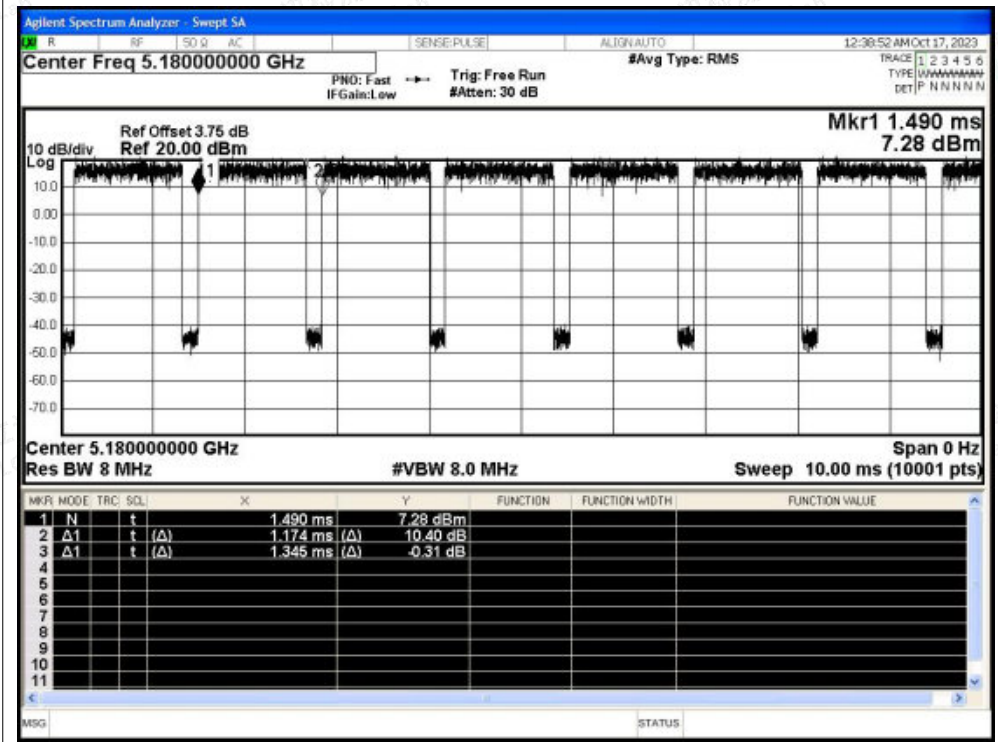 Agilent Spectrum Analyzer - Swept SA
R RF 50 Ω AC SENSE:PULSE ALIGN AUTO 12:38:52 AM Oct 17, 2023
Center Freq 5.180000000 GHz #Avg Type: RMS TRACE 1 2 3 4 5 6
PNO: Fast Trig: Free Run TYPE
IFGain:Low #Atten: 30 dB DET P N N N N N
Mkr1 1.490 ms
7.28 dBm
Ref Offset 3.75 dB
10 dB/div Ref 20.00 dBm
Log
1 2
10.0
0.00
-10.0
-20.0
-30.0
-40.0
-50.0
-60.0
-70.0
Center 5.180000000 GHz Span 0 Hz
Res BW 8 MHz #VBW 8.0 MHz Sweep 10.00 ms (10001 pts)
MKR MODE TRC SCL X Y FUNCTION FUNCTION WIDTH FUNCTION VALUE
1 N t 1.490 ms 7.28 dBm
2 Δ1 t (Δ) 1.174 ms (Δ) 10.40 dB
3 Δ1 t (Δ) 1.345 ms (Δ) -0.31 dB
4
5
6
7
8
9
10
11
MSG STATUS